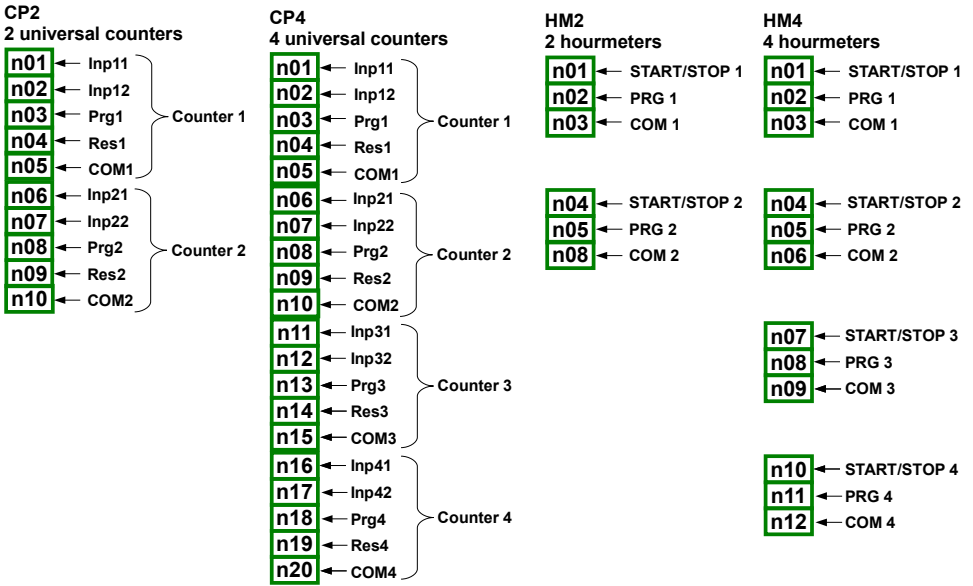 CP2
2 universal counters
n01 Inp11
n02 Inp12
n03 Prg1
n04 Res1
n05 COM1
Counter 1
n06 Inp21
n07 Inp22
n08 Prg2
n09 Res2
n10 COM2
Counter 2
CP4
4 universal counters
n01 Inp11
n02 Inp12
n03 Prg1
n04 Res1
n05 COM1
Counter 1
n06 Inp21
n07 Inp22
n08 Prg2
n09 Res2
n10 COM2
Counter 2
n11 Inp31
n12 Inp32
n13 Prg3
n14 Res3
n15 COM3
Counter 3
n16 Inp41
n17 Inp42
n18 Prg4
n19 Res4
n20 COM4
Counter 4
HM2
2 hourmeters
n01 START/STOP 1
n02 PRG 1
n03 COM 1
n04 START/STOP 2
n05 PRG 2
n08 COM 2
HM4
4 hourmeters
n01 START/STOP 1
n02 PRG 1
n03 COM 1
n04 START/STOP 2
n05 PRG 2
n06 COM 2
n07 START/STOP 3
n08 PRG 3
n09 COM 3
n10 START/STOP 4
n11 PRG 4
n12 COM 4